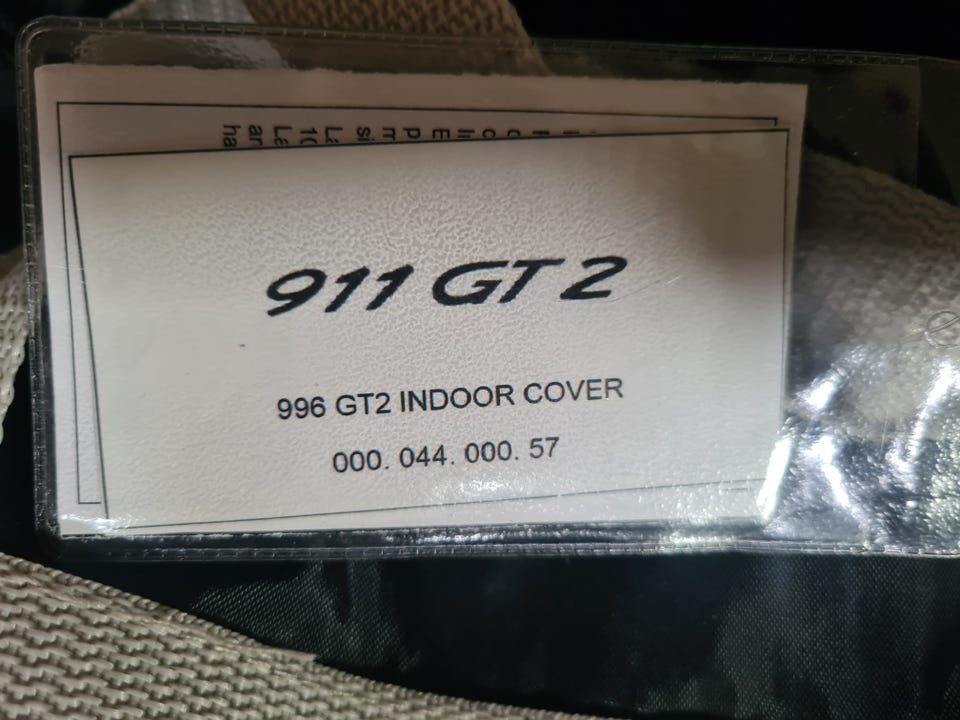 911 GT 2
996 GT2 INDOOR COVER
000. 044. 000. 57